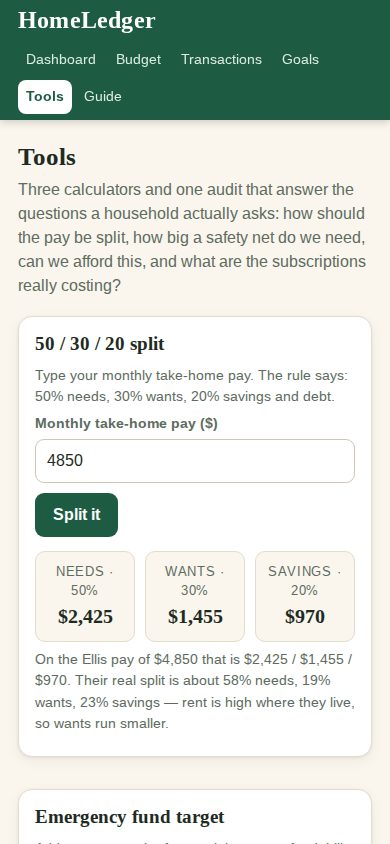 HomeLedger
Dashboard Budget Transactions Goals
Tools Guide
Tools
Three calculators and one audit that answer the
questions a household actually asks: how should
the pay be split, how big a safety net do we need,
can we afford this, and what are the subscriptions
really costing?
50 / 30 / 20 split
Type your monthly take-home pay. The rule says:
50% needs, 30% wants, 20% savings and debt.
Monthly take-home pay ($)
4850
Split it
NEEDS · 50%
$2,425
WANTS · 30%
$1,455
SAVINGS · 20%
$970
On the Ellis pay of $4,850 that is $2,425 / $1,455 /
$970. Their real split is about 58% needs, 19%
wants, 23% savings — rent is high where they live,
so wants run smaller.
Emergency fund target